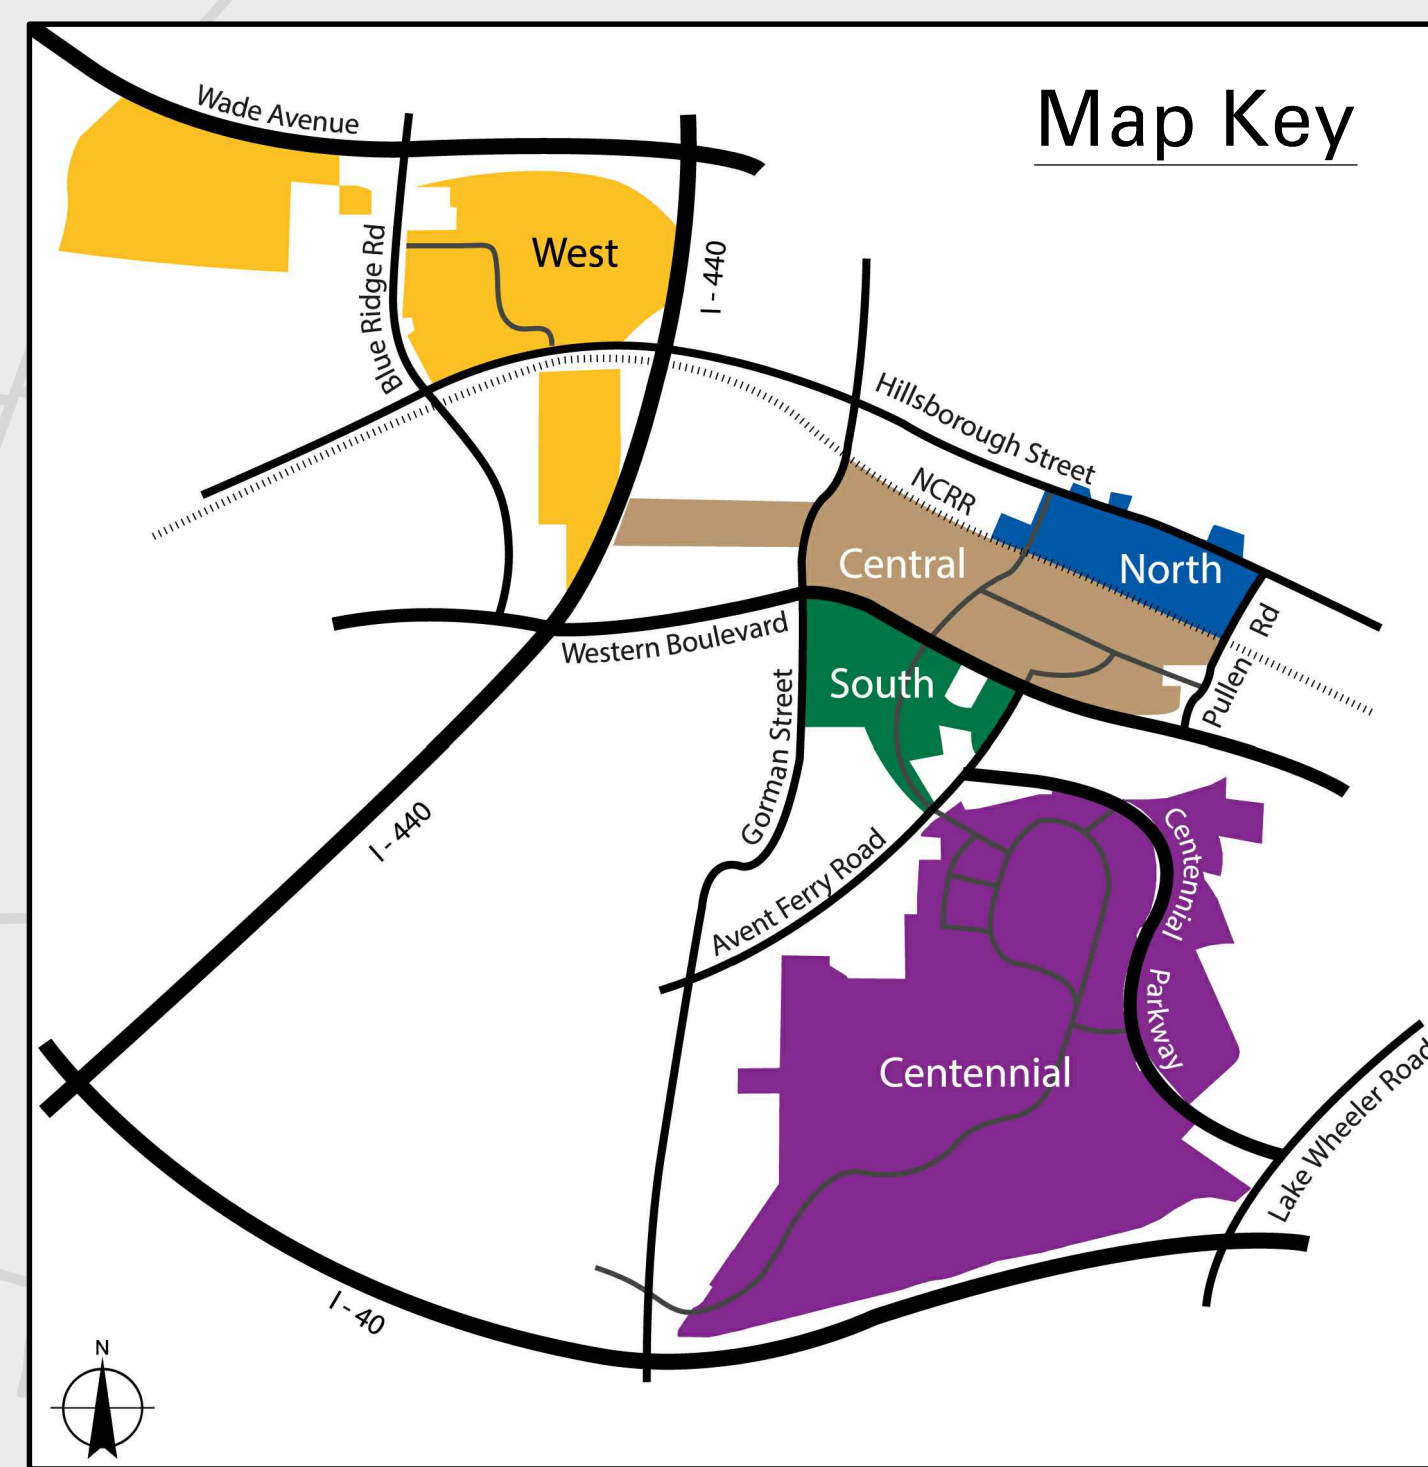 Map Key
Wade Avenue
West
Blue Ridge Rd
I - 440
Hillsborough Street
NCRR
Central
North
Western Boulevard
South
Pullen Rd
Gorman Street
I - 440
Avent Ferry Road
Centennial Parkway
Centennial
Lake Wheeler Road
I - 40
N